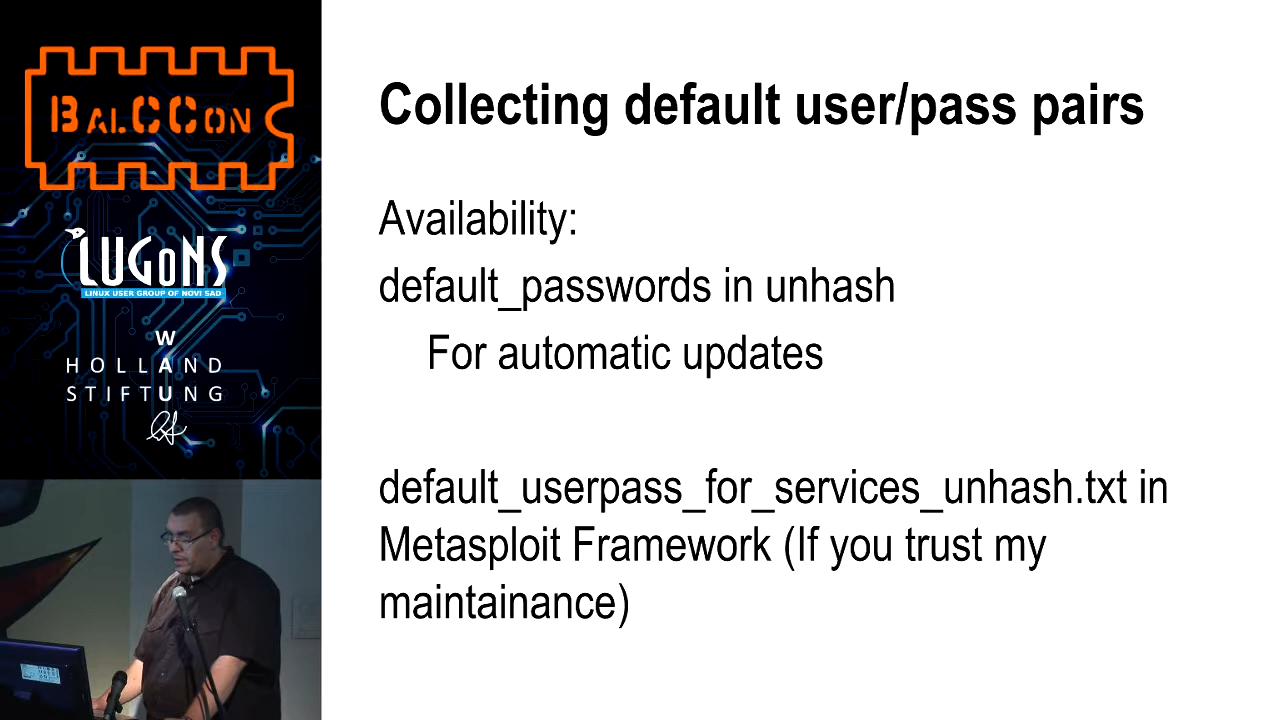 BALCCON
LUGoNS
LINUX USER GROUP OF NOVI SAD
W
HOLLAND
STIFTUNG
Collecting default user/pass pairs
Availability:
default_passwords in unhash
For automatic updates
default_userpass_for_services_unhash.txt in
Metasploit Framework (If you trust my
maintainance)